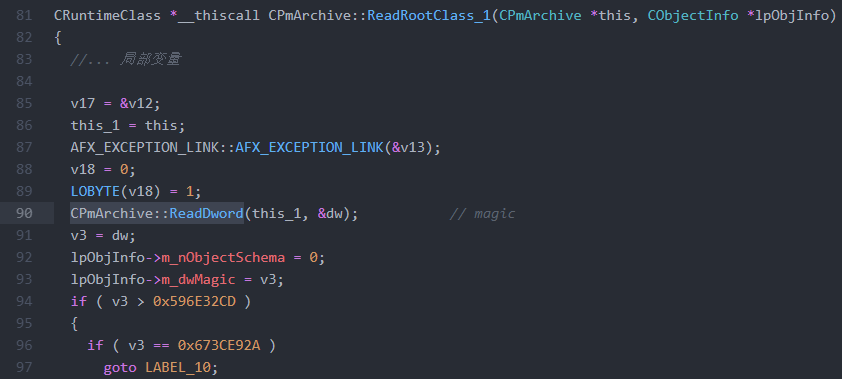 81 CRuntimeClass *__thiscall CPmArchive::ReadRootClass_1(CPmArchive *this, CObjectInfo *lpObjInfo)
82 {
83 //... 局部变量
84
85 v17 = &v12;
86 this_1 = this;
87 AFX_EXCEPTION_LINK::AFX_EXCEPTION_LINK(&v13);
88 v18 = 0;
89 LOBYTE(v18) = 1;
90 CPmArchive::ReadDword(this_1, &dw); // magic
91 v3 = dw;
92 lpObjInfo->m_nObjectSchema = 0;
93 lpObjInfo->m_dwMagic = v3;
94 if ( v3 > 0x596E32CD )
95 {
96 if ( v3 == 0x673CE92A )
97 goto LABEL_10;